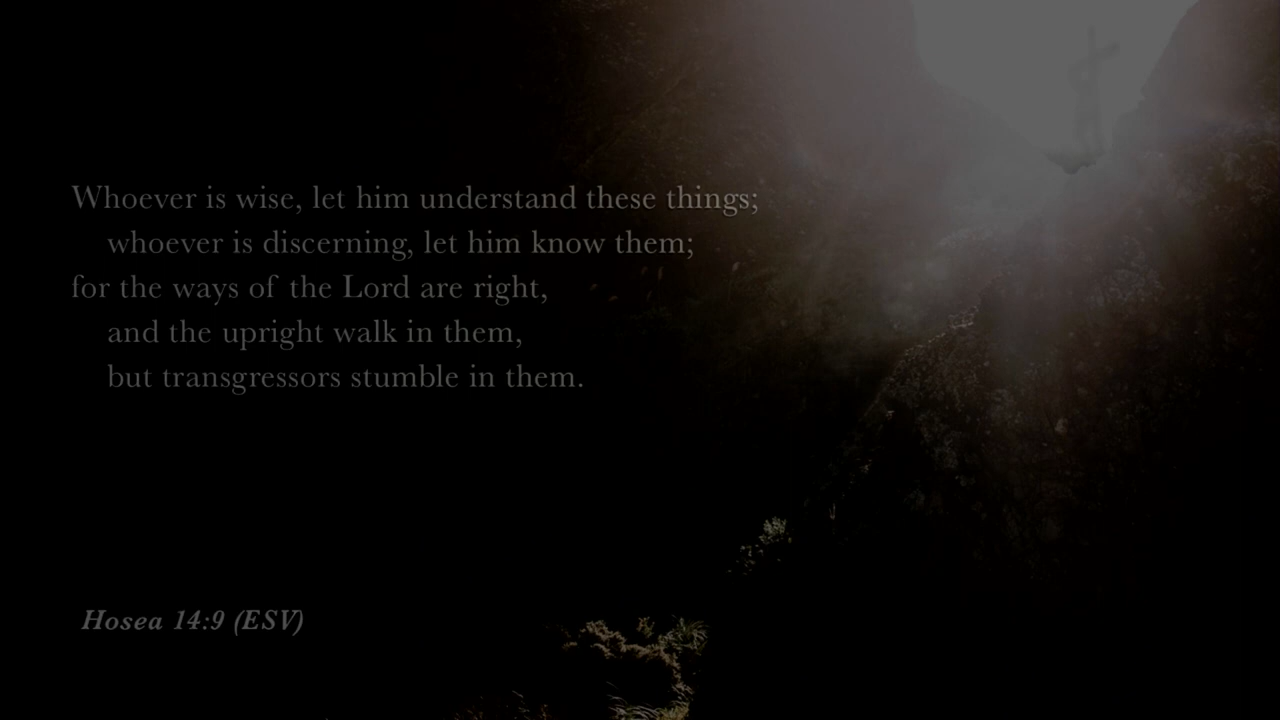 Whoever is wise, let him understand these things;
whoever is discerning, let him know them;
for the ways of the Lord are right,
and the upright walk in them,
but transgressors stumble in them.
Hosea 14:9 (ESV)